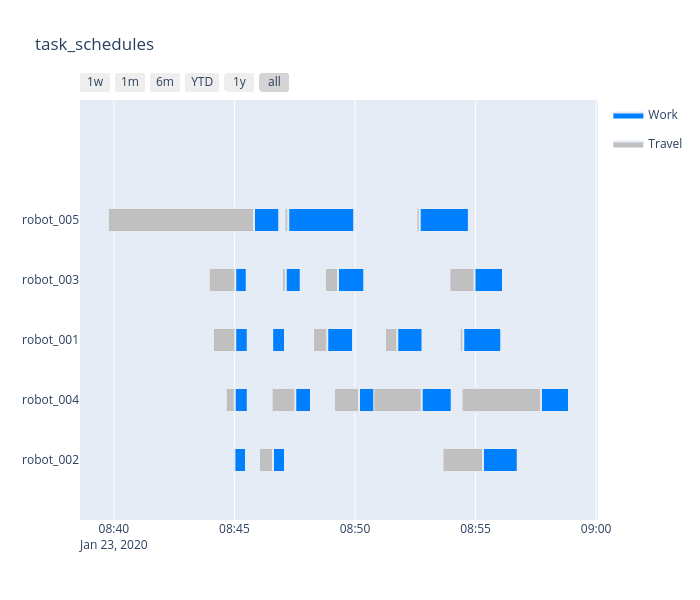 task_schedules
1w 1m 6m YTD 1y all
Work
Travel
robot_005
robot_003
robot_001
robot_004
robot_002
08:40 08:45 08:50 08:55 09:00
Jan 23, 2020